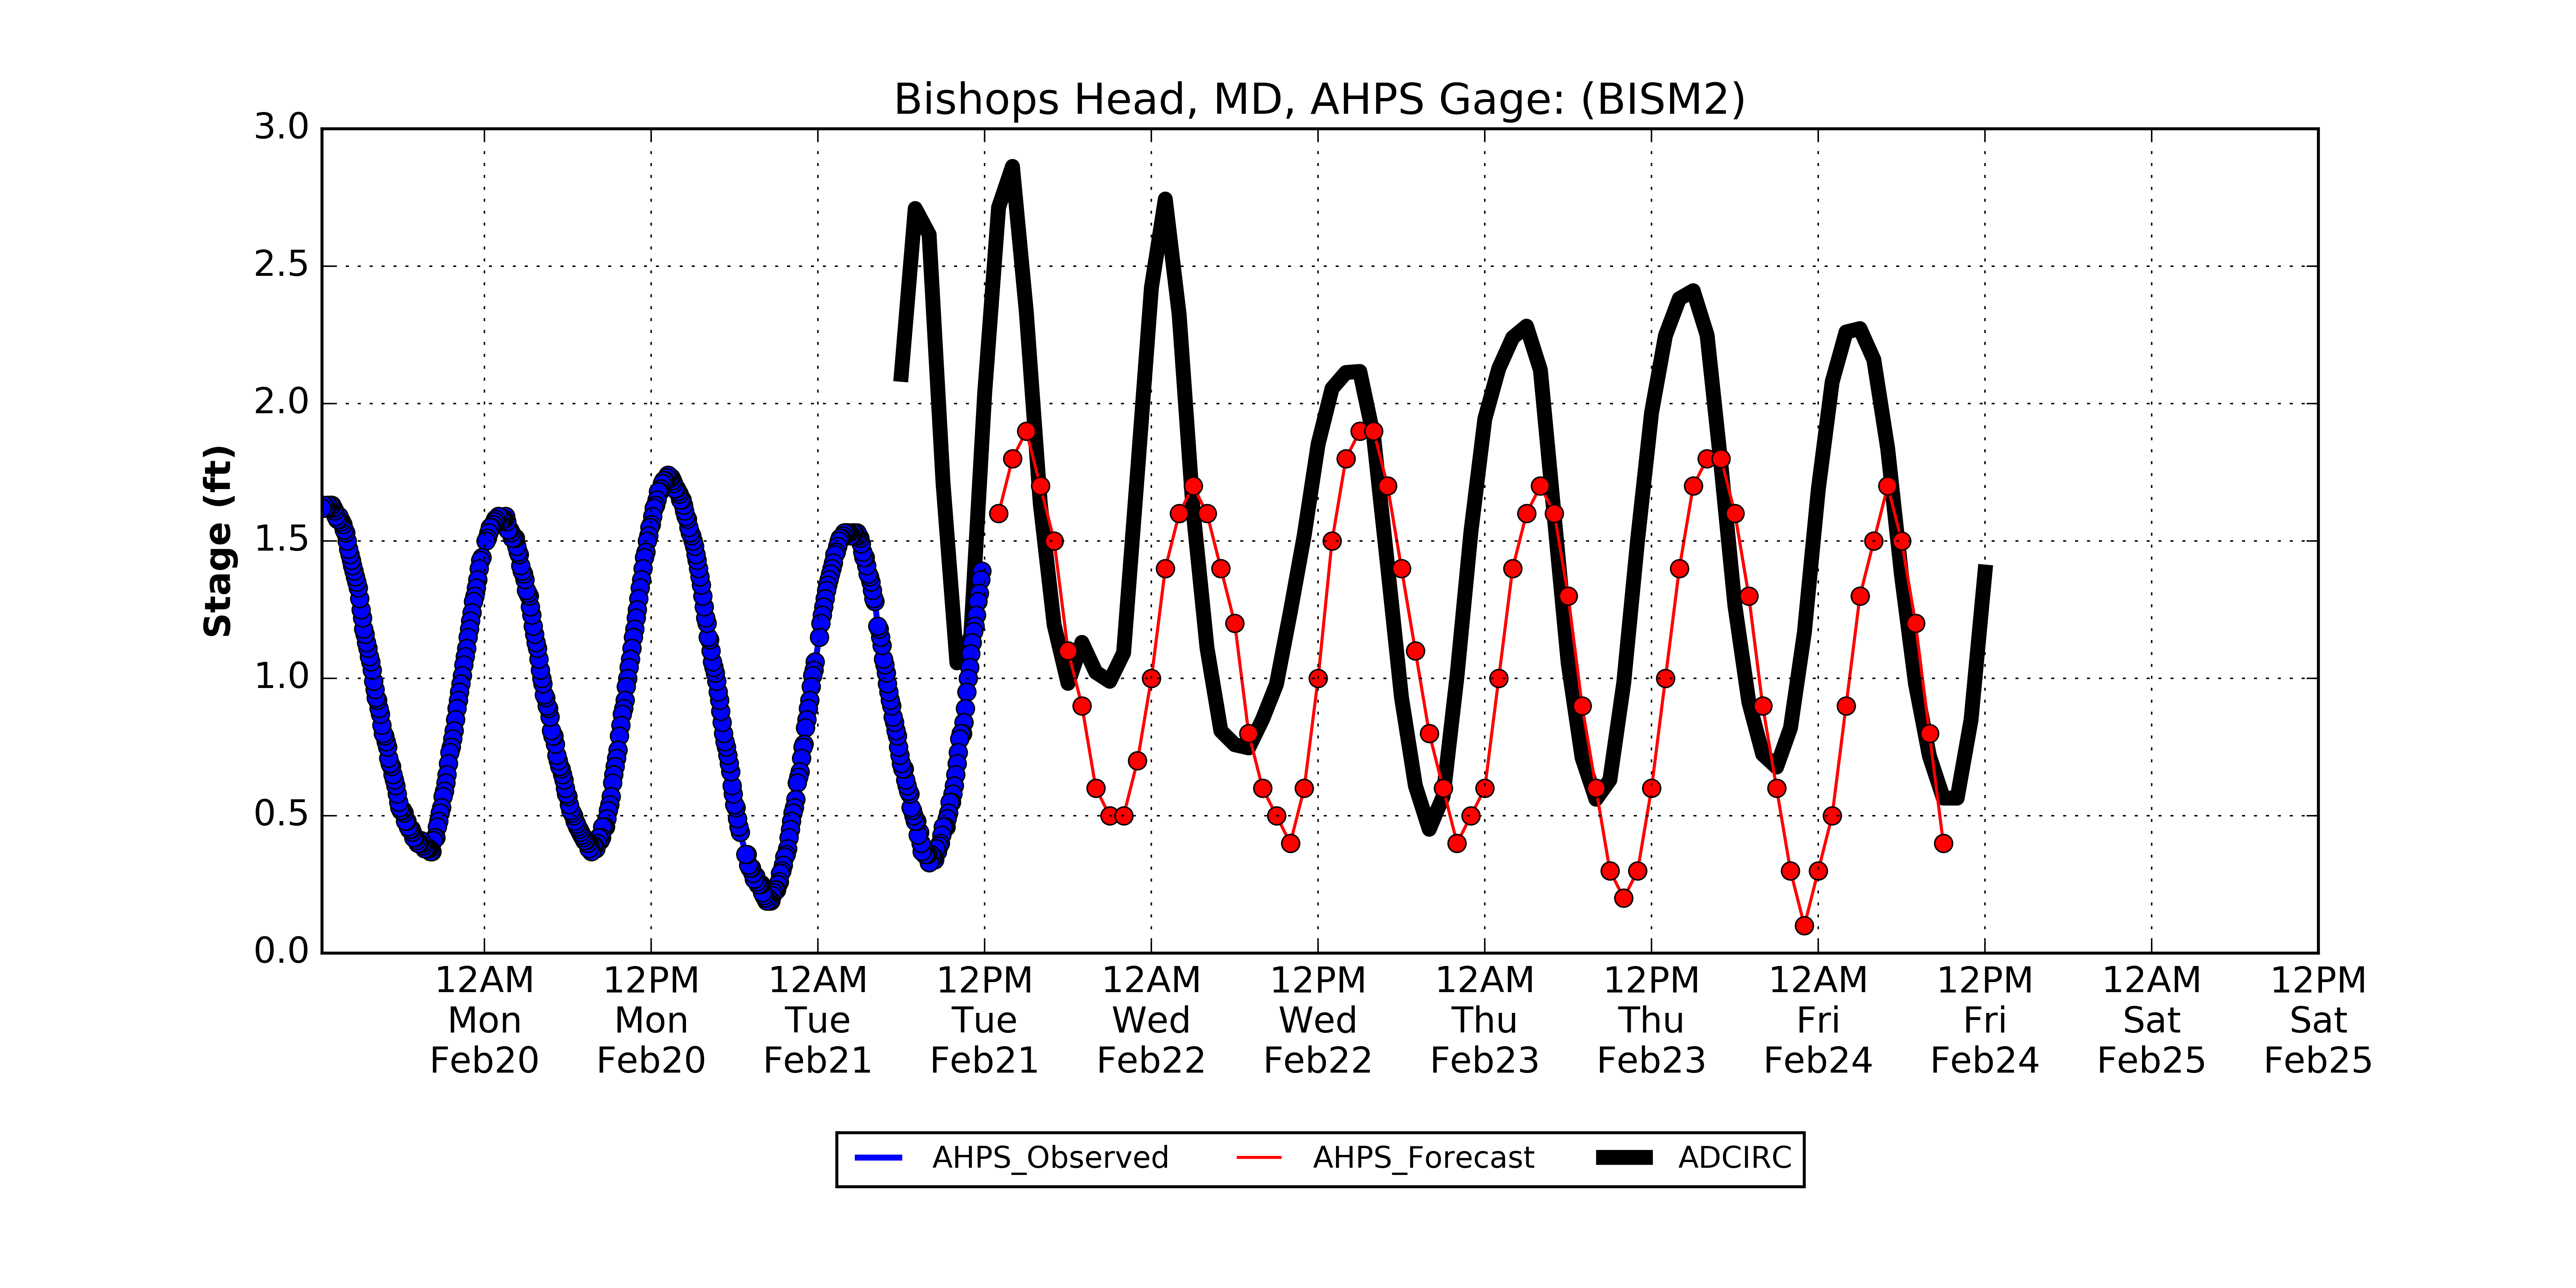 Bishops Head, MD, AHPS Gage: (BISM2)
Stage (ft)
3.0
2.5
2.0
1.5
1.0
0.5
0.0
12AM 12PM 12AM 12PM 12AM 12PM 12AM 12PM 12AM 12PM 12AM 12PM
Mon Mon Tue Tue Wed Wed Thu Thu Fri Fri Sat Sat
Feb20 Feb20 Feb21 Feb21 Feb22 Feb22 Feb23 Feb23 Feb24 Feb24 Feb25 Feb25
AHPS_Observed AHPS_Forecast ADCIRC